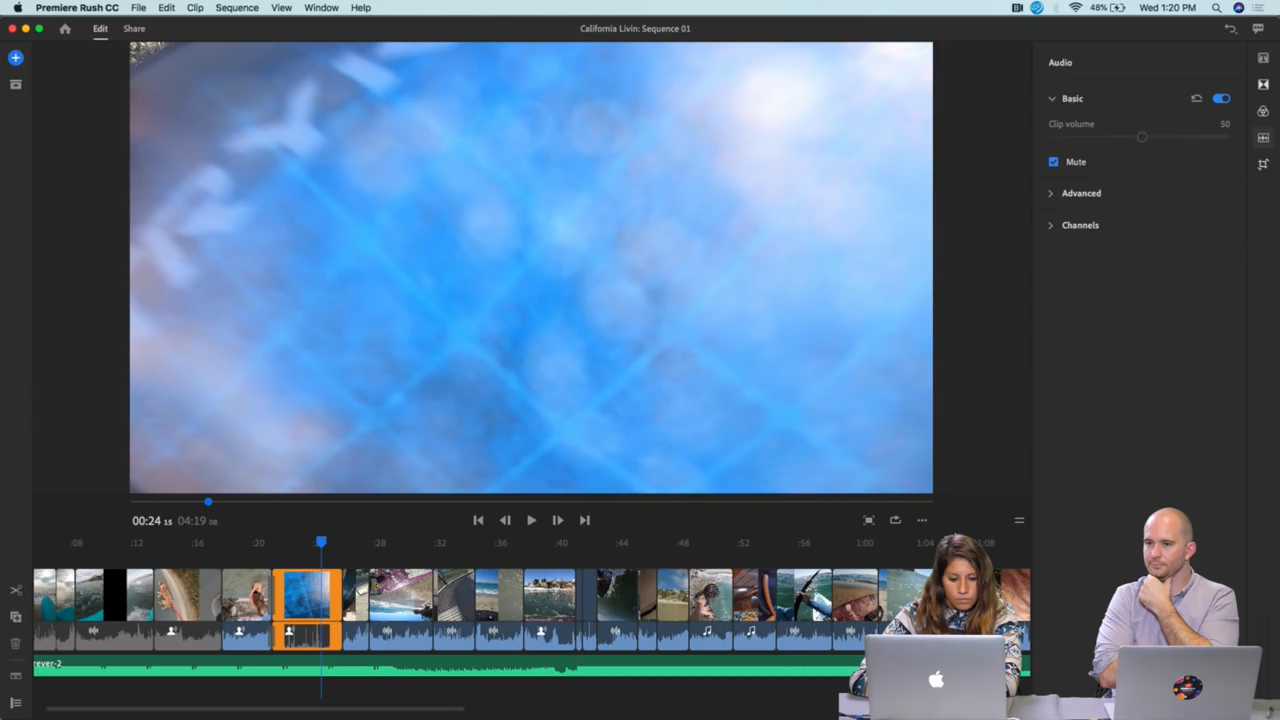 Premiere Rush CC File Edit Clip Sequence View Window Help 48% Wed 1:20 PM
Edit Share California Livin: Sequence 01
Audio
Basic
Clip volume 50
Mute
Advanced
Channels
00:24 15 04:19 08
:08 :12 :16 :20 :28 :32 :36 :40 :44 :48 :52 :56 1:00 1:04 1:08
rever-2